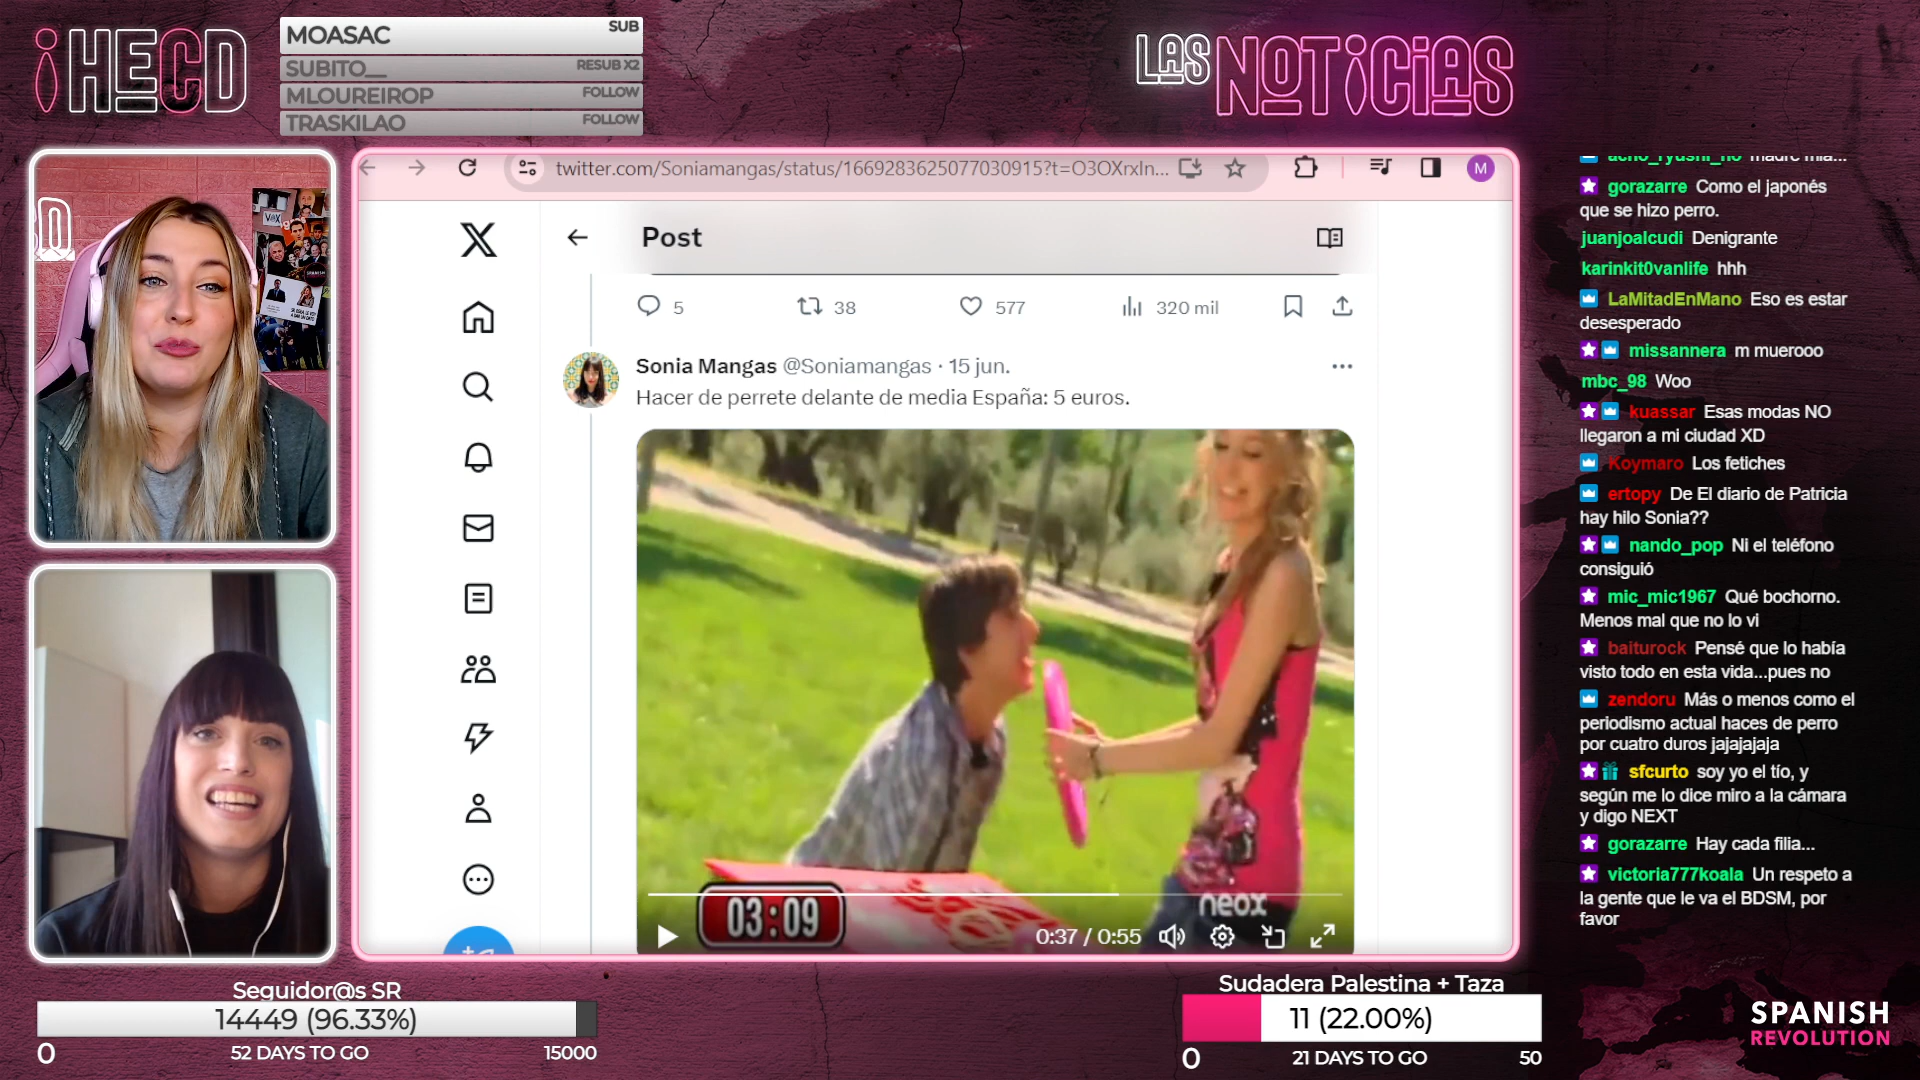 ¡HECD
MOASAC SUB
SUBITO__ RESUB X2
MLOUREIROP FOLLOW
TRASKILAO FOLLOW
LAS NOTICIAS
twitter.com/Soniamangas/status/1669283625077030915?t=O3OXrxIn...
M
Post
5 38 577 320 mil
Sonia Mangas @Soniamangas · 15 jun.
Hacer de perrete delante de media España: 5 euros.
neox
03:09
0:37 / 0:55
acho_ryushi_ho madre mia...
gorazarre Como el japonés
que se hizo perro.
juanjoalcudi Denigrante
karinkit0vanlife hhh
LaMitadEnMano Eso es estar
desesperado
missannera m muerooo
mbc_98 Woo
kuassar Esas modas NO
llegaron a mi ciudad XD
Koymaro Los fetiches
ertopy De El diario de Patricia
hay hilo Sonia??
nando_pop Ni el teléfono
consiguió
mic_mic1967 Qué bochorno.
Menos mal que no lo vi
baiturock Pensé que lo había
visto todo en esta vida...pues no
zendoru Más o menos como el
periodismo actual haces de perro
por cuatro duros jajajajaja
sfcurto soy yo el tío, y
según me lo dice miro a la cámara
y digo NEXT
gorazarre Hay cada filia...
victoria777koala Un respeto a
la gente que le va el BDSM, por
favor
Seguidor@s SR
14449 (96.33%)
0 52 DAYS TO GO 15000
Sudadera Palestina + Taza
11 (22.00%)
0 21 DAYS TO GO 50
SPANISH
REVOLUTION
VOX